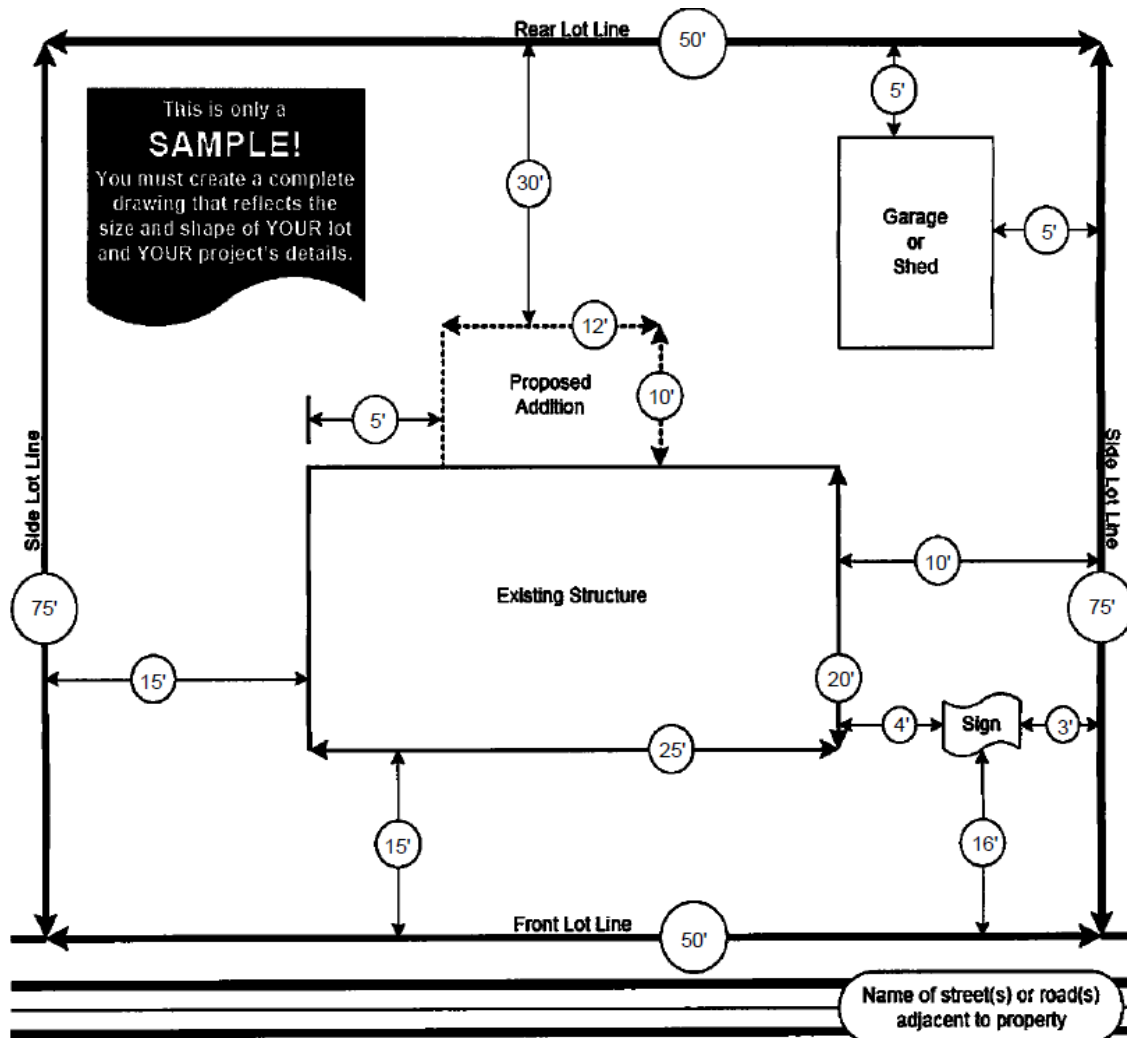 Rear Lot Line
50'
This is only a
SAMPLE!
You must create a complete
drawing that reflects the
size and shape of YOUR lot
and YOUR project's details.
5'
30'
Garage
or
Shed
5'
12'
Proposed
Addition
10'
5'
Side Lot Line
Side Lot Line
10'
Existing Structure
75'
75'
15'
20'
4'
Sign
3'
25'
15'
16'
Front Lot Line
50'
Name of street(s) or road(s)
adjacent to property